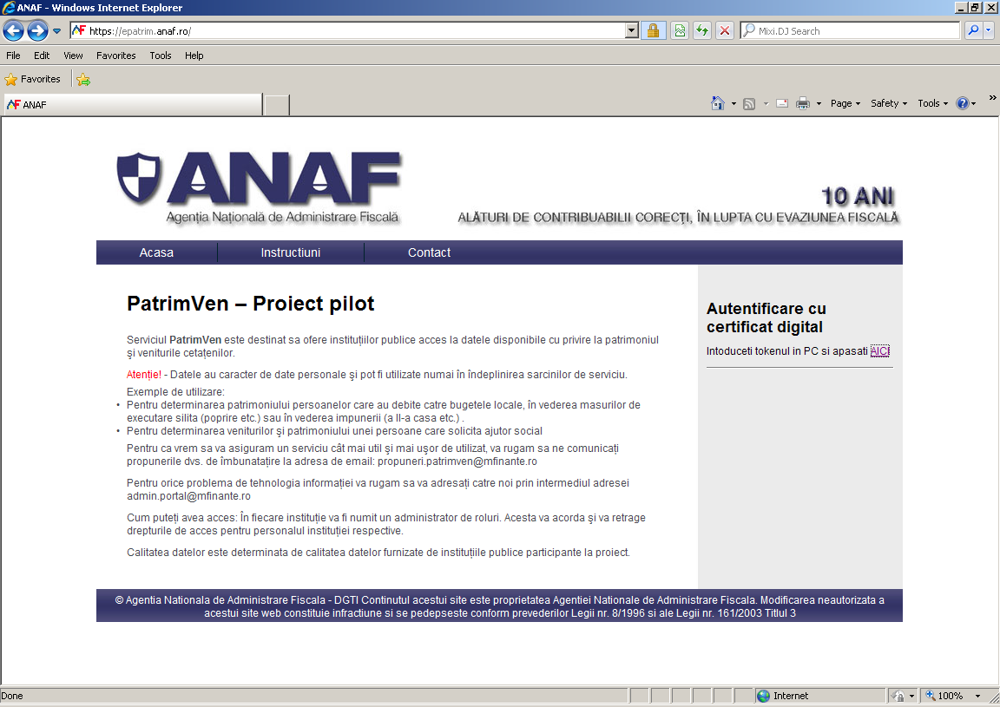 ANAF - Windows Internet Explorer
https://epatrim.anaf.ro/
Mixi.DJ Search
File Edit View Favorites Tools Help
Favorites
ANAF
Page Safety Tools
ANAF
Agenția Națională de Administrare Fiscală
10 ANI
ALĂTURI DE CONTRIBUABILII CORECȚI, ÎN LUPTA CU EVAZIUNEA FISCALĂ
Acasa Instructiuni Contact
PatrimVen – Proiect pilot
Serviciul PatrimVen este destinat sa ofere instituțiilor publice acces la datele disponibile cu privire la patrimoniul
și veniturile cetațenilor.
Atenție! - Datele au caracter de date personale și pot fi utilizate numai în îndeplinirea sarcinilor de serviciu.
Exemple de utilizare:
• Pentru determinarea patrimoniului persoanelor care au debite catre bugetele locale, în vederea masurilor de
executare silita (poprire etc.) sau în vederea impunerii (a II-a casa etc.) .
• Pentru determinarea veniturilor și patrimoniului unei persoane care solicita ajutor social
Pentru ca vrem sa va asiguram un serviciu cât mai util și mai ușor de utilizat, va rugam sa ne comunicați
propunerile dvs. de îmbunatațire la adresa de email: propuneri.patrimven@mfinante.ro
Pentru orice problema de tehnologia informației va rugam sa va adresați catre noi prin intermediul adresei
admin.portal@mfinante.ro
Cum puteți avea acces: În fiecare instituție va fi numit un administrator de roluri. Acesta va acorda și va retrage
drepturile de acces pentru personalul instituției respective.
Calitatea datelor este determinata de calitatea datelor furnizate de instituțiile publice participante la proiect.
Autentificare cu
certificat digital
Intoduceti tokenul in PC si apasati AICI
© Agentia Nationala de Administrare Fiscala - DGTI Continutul acestui site este proprietatea Agentiei Nationale de Administrare Fiscala. Modificarea neautorizata a
acestui site web constituie infractiune si se pedepseste conform prevederilor Legii nr. 8/1996 si ale Legii nr. 161/2003 Titlul 3
Done Internet 100%